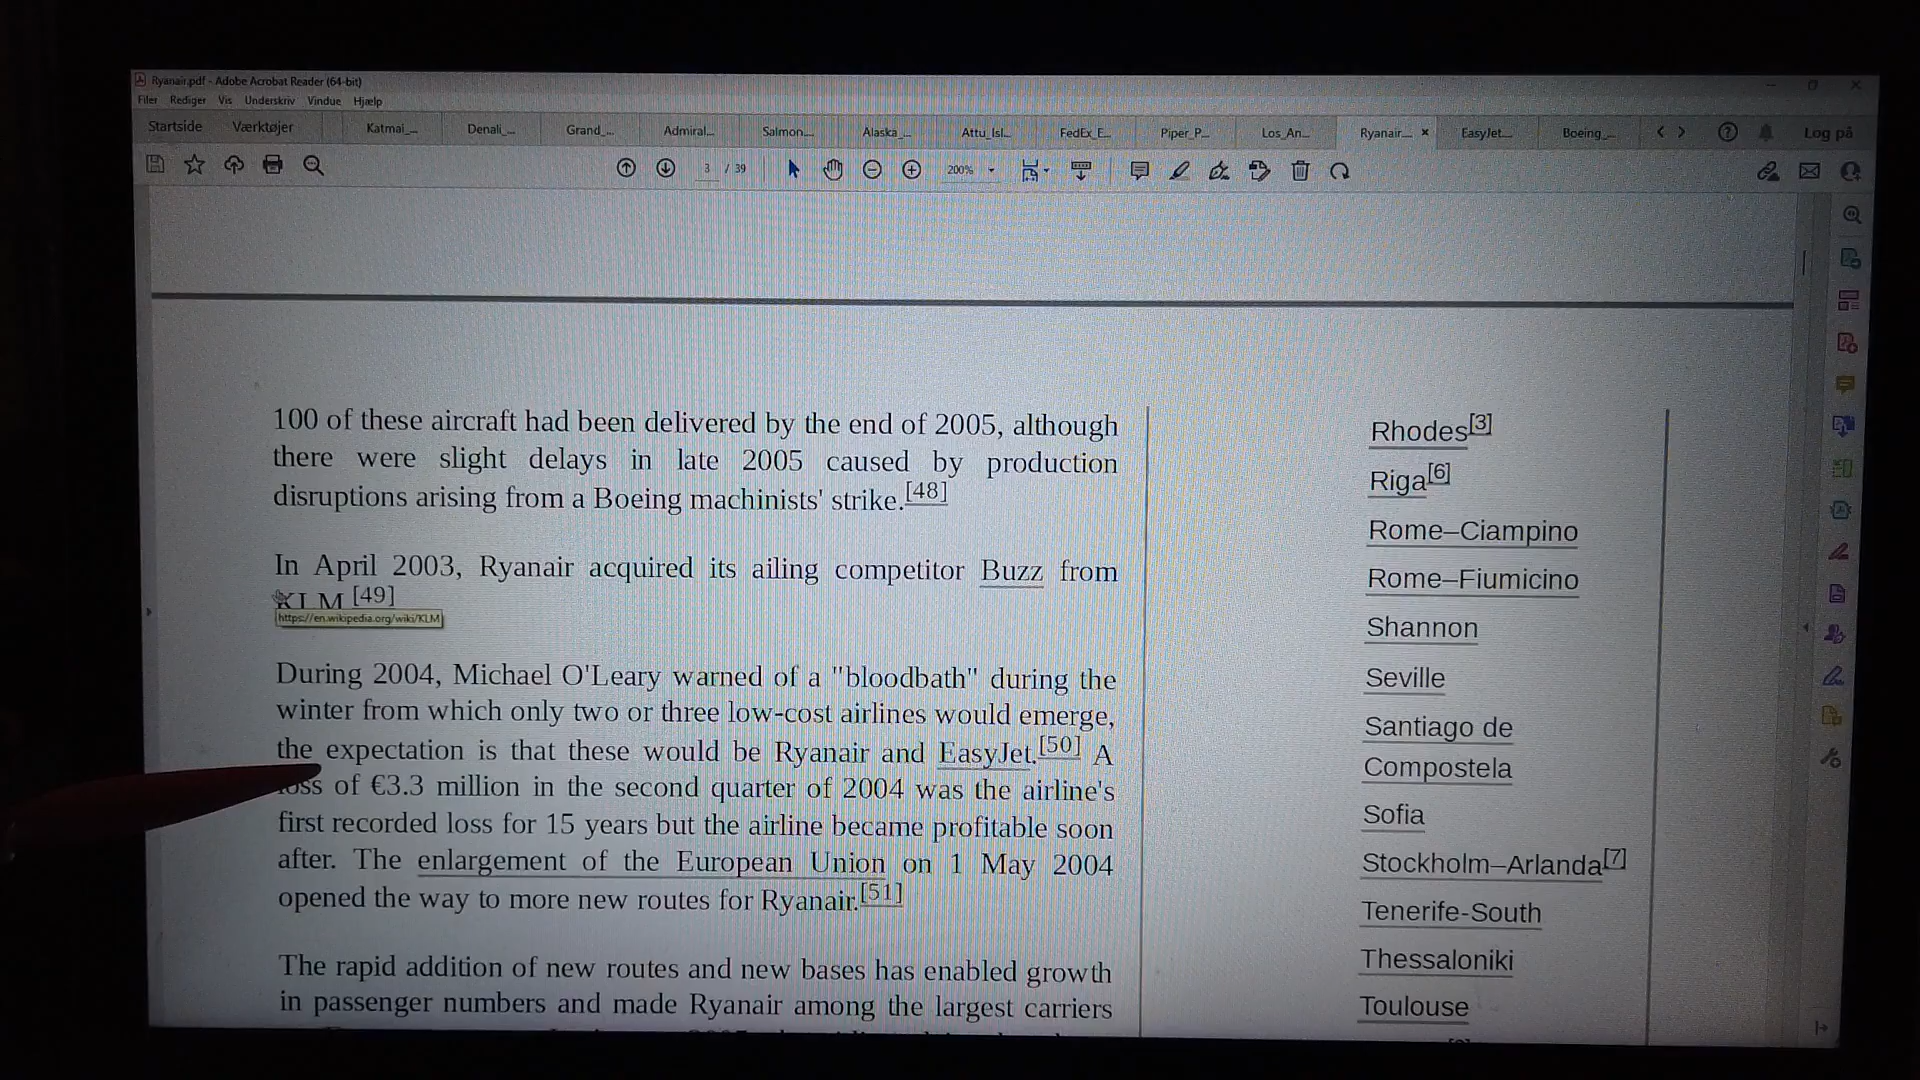 Ryanair.pdf - Adobe Acrobat Reader (64-bit)
Filer Rediger Vis Underskriv Vindue Hjælp
Startside Værktøjer Katmai_... Denali_... Grand_... Admiral... Salmon... Alaska_... Attu_Isl... FedEx_E... Piper_P... Los_An... Ryanair... × EasyJet... Boeing_... Log på
3 / 39 200%
100 of these aircraft had been delivered by the end of 2005, although
there were slight delays in late 2005 caused by production
disruptions arising from a Boeing machinists' strike.[48]
In April 2003, Ryanair acquired its ailing competitor Buzz from
KLM.[49]
https://en.wikipedia.org/wiki/KLM
During 2004, Michael O'Leary warned of a "bloodbath" during the
winter from which only two or three low-cost airlines would emerge,
the expectation is that these would be Ryanair and EasyJet.[50] A
loss of €3.3 million in the second quarter of 2004 was the airline's
first recorded loss for 15 years but the airline became profitable soon
after. The enlargement of the European Union on 1 May 2004
opened the way to more new routes for Ryanair.[51]
The rapid addition of new routes and new bases has enabled growth
in passenger numbers and made Ryanair among the largest carriers
Rhodes[3]
Riga[6]
Rome–Ciampino
Rome–Fiumicino
Shannon
Seville
Santiago de
Compostela
Sofia
Stockholm–Arlanda[7]
Tenerife-South
Thessaloniki
Toulouse